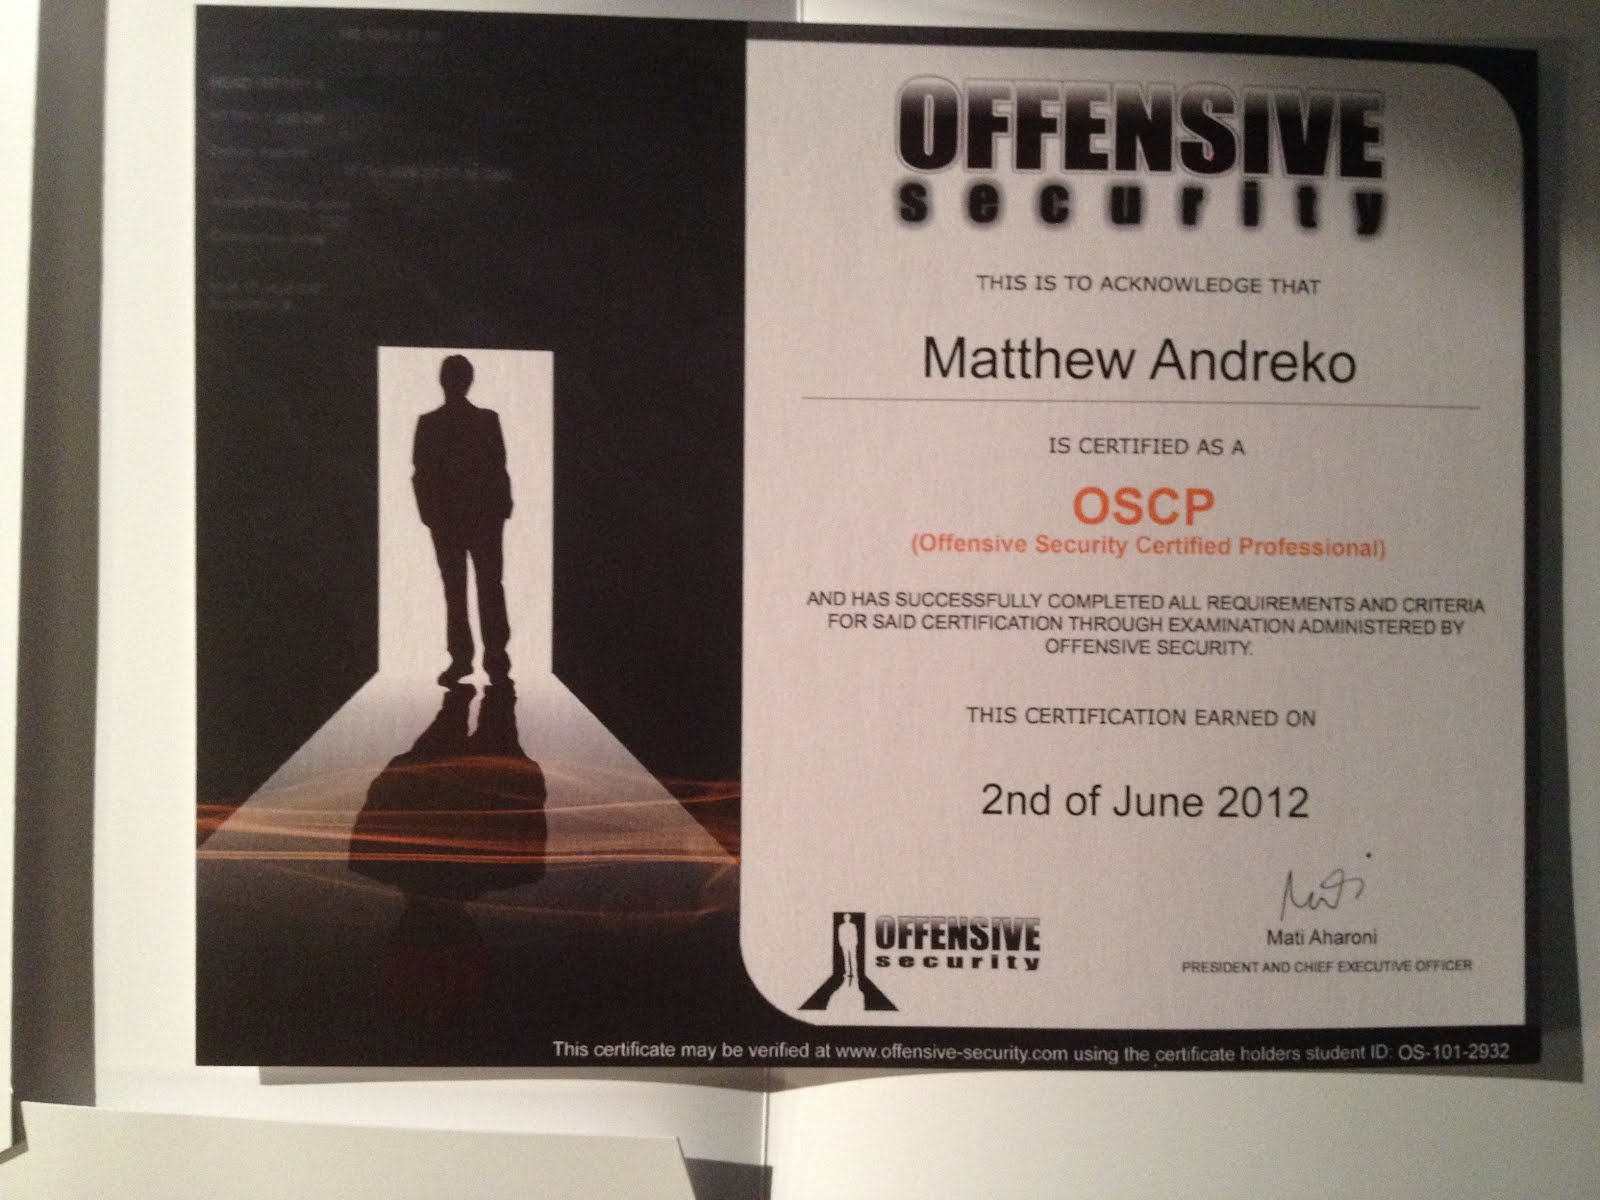 OFFENSIVE
security
THIS IS TO ACKNOWLEDGE THAT
Matthew Andreko
IS CERTIFIED AS A
OSCP
(Offensive Security Certified Professional)
AND HAS SUCCESSFULLY COMPLETED ALL REQUIREMENTS AND CRITERIA
FOR SAID CERTIFICATION THROUGH EXAMINATION ADMINISTERED BY
OFFENSIVE SECURITY.
THIS CERTIFICATION EARNED ON
2nd of June 2012
Mati
Mati Aharoni
PRESIDENT AND CHIEF EXECUTIVE OFFICER
OFFENSIVE
security
This certificate may be verified at www.offensive-security.com using the certificate holders student ID: OS-101-2932